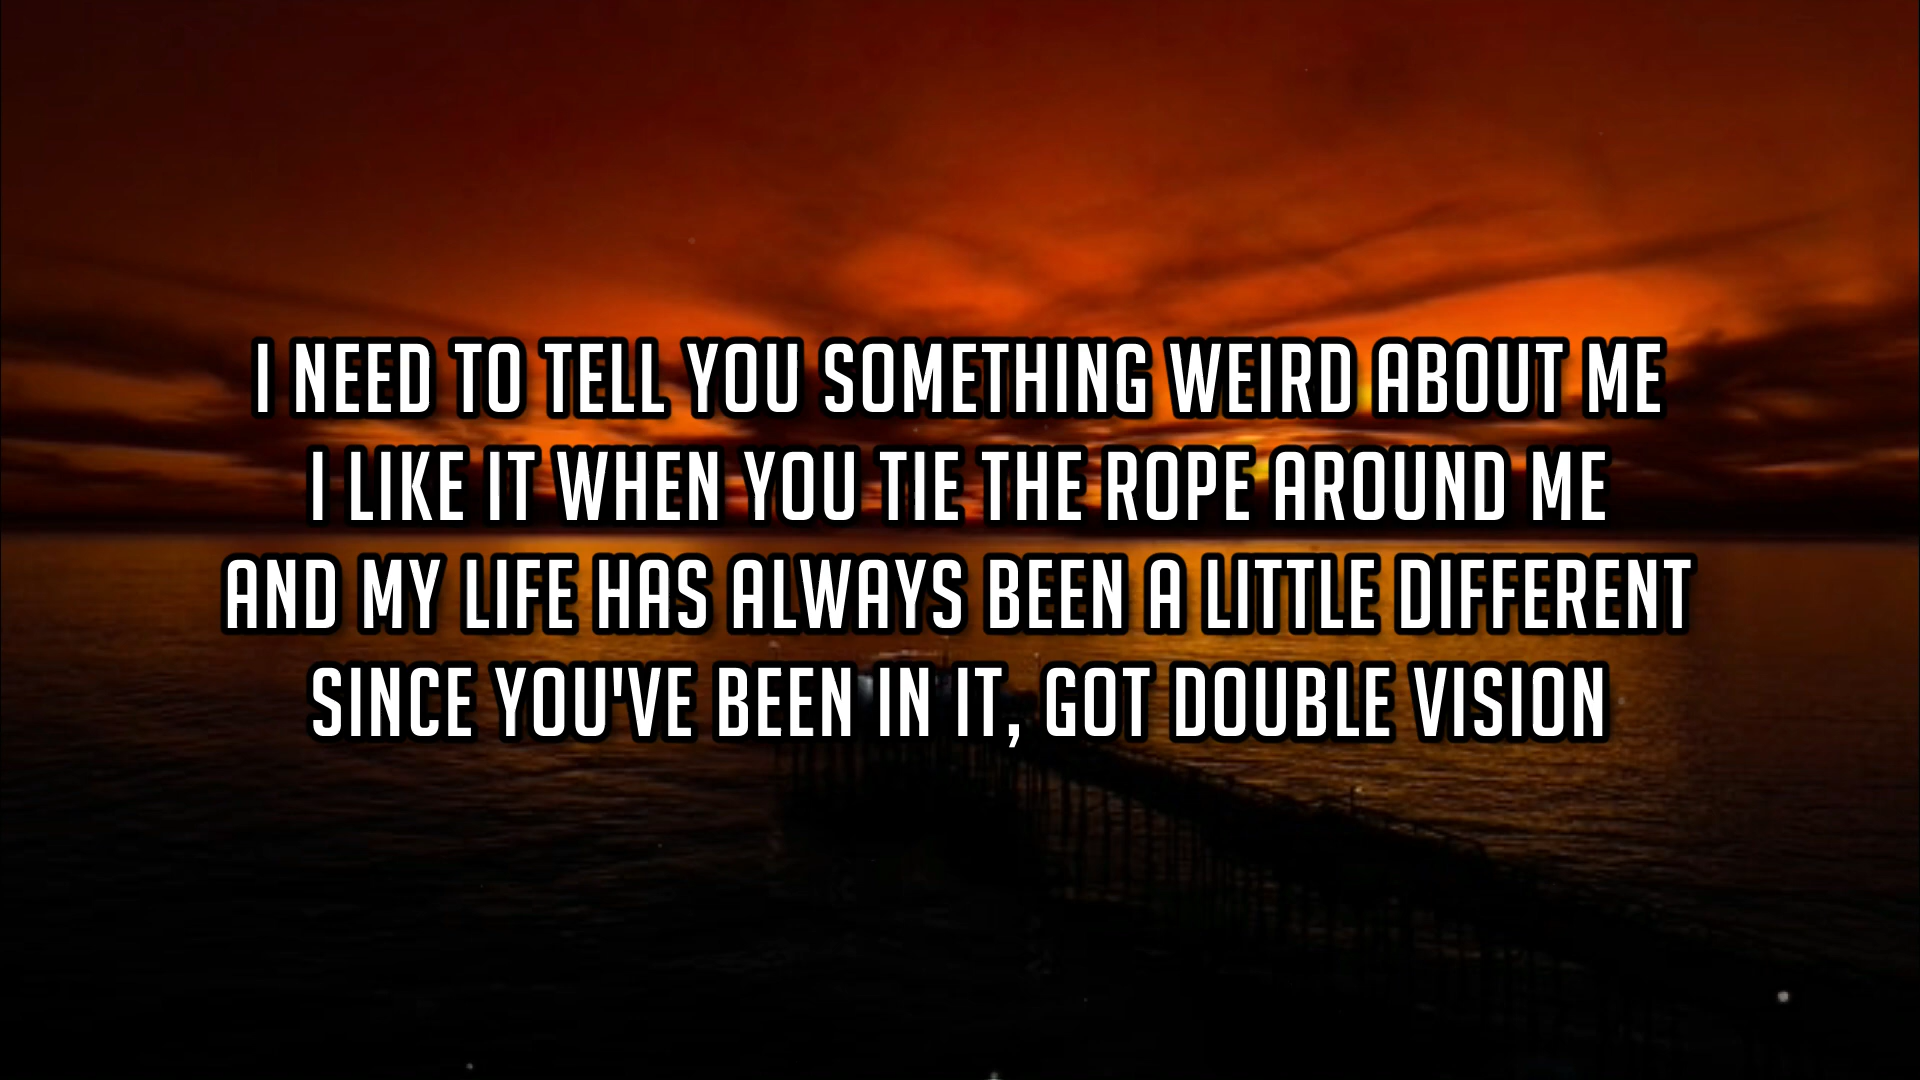 I NEED TO TELL YOU SOMETHING WEIRD ABOUT ME
I LIKE IT WHEN YOU TIE THE ROPE AROUND ME
AND MY LIFE HAS ALWAYS BEEN A LITTLE DIFFERENT
SINCE YOU'VE BEEN IN IT, GOT DOUBLE VISION